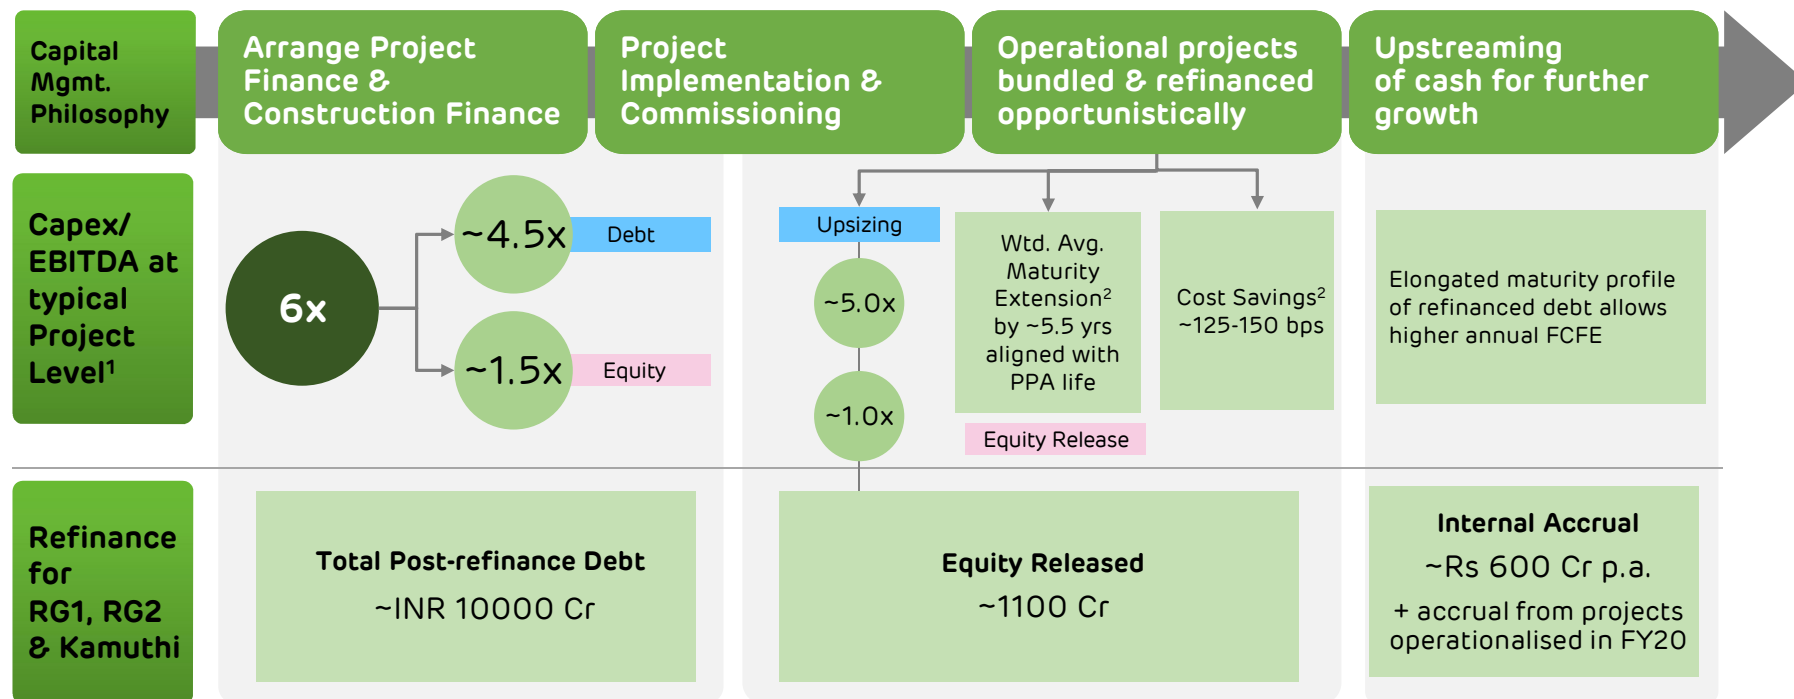 Capital
Mgmt.
Philosophy
Arrange Project
Finance &
Construction Finance
Project
Implementation &
Commissioning
Operational projects
bundled & refinanced
opportunistically
Upstreaming
of cash for further
growth
Capex/
EBITDA at
typical
Project
Level¹
6x
~4.5x
Debt
~1.5x
Equity
Upsizing
~5.0x
~1.0x
Wtd. Avg.
Maturity
Extension²
by ~5.5 yrs
aligned with
PPA life
Equity Release
Cost Savings²
~125-150 bps
Elongated maturity profile
of refinanced debt allows
higher annual FCFE
Refinance
for
RG1, RG2
& Kamuthi
Total Post-refinance Debt
~INR 10000 Cr
Equity Released
~1100 Cr
Internal Accrual
~Rs 600 Cr p.a.
+ accrual from projects
operationalised in FY20